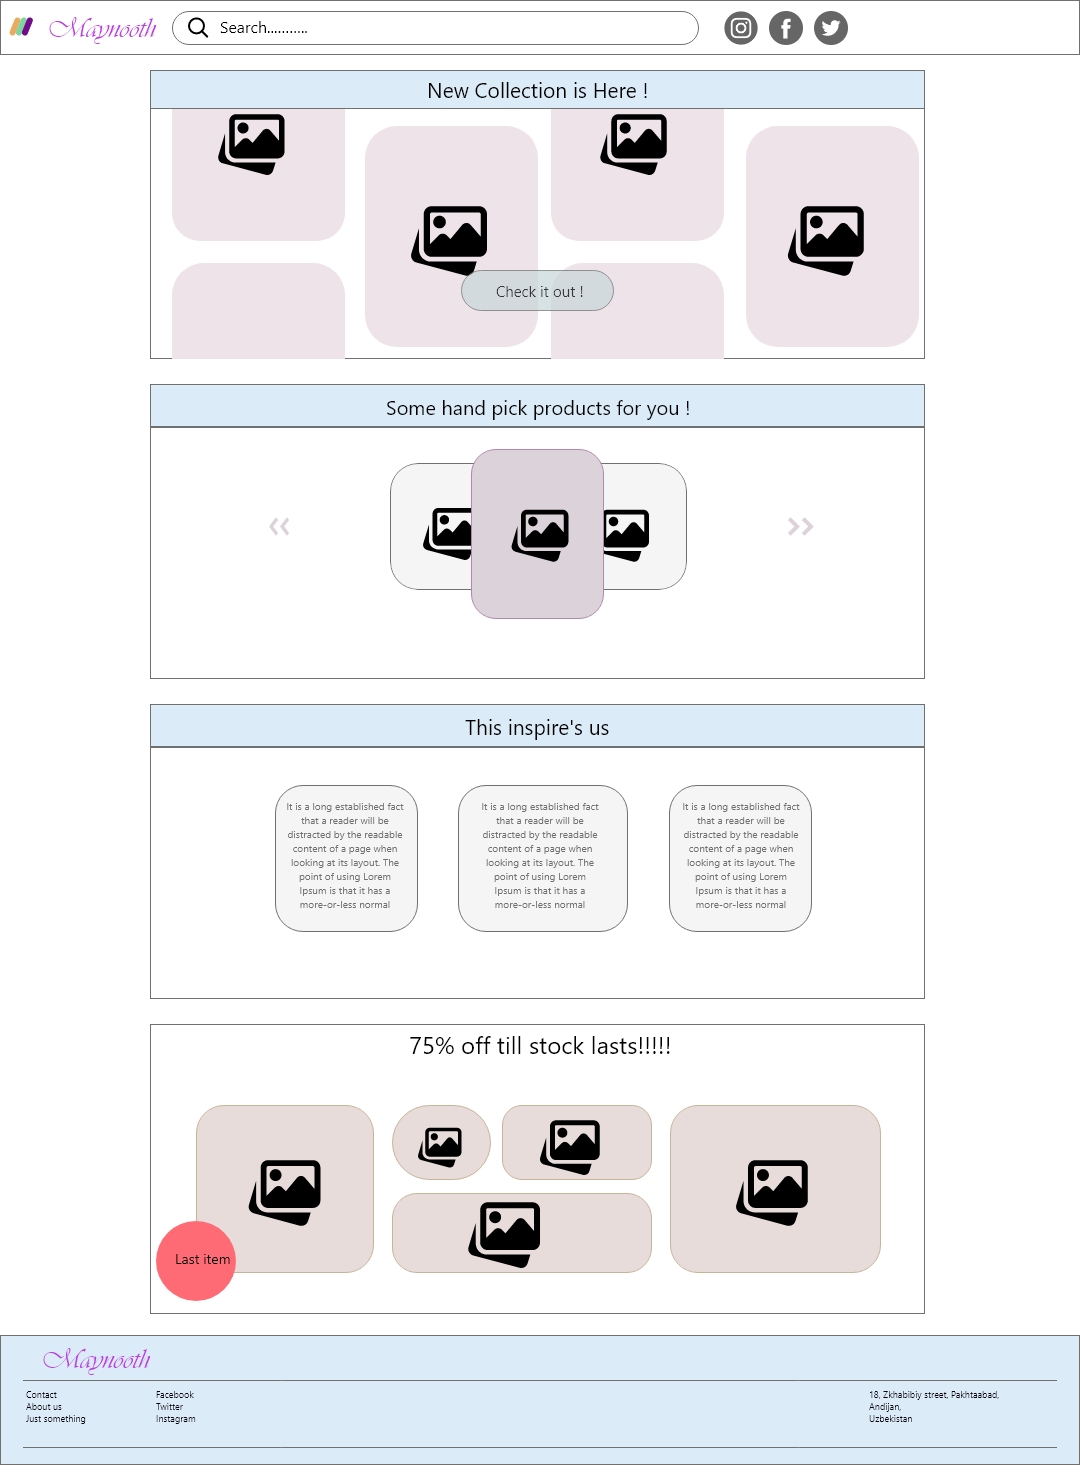 Maynooth
Search...........
New Collection is Here !
Check it out !
Some hand pick products for you !
This inspire's us
It is a long established fact
that a reader will be
distracted by the readable
content of a page when
looking at its layout. The
point of using Lorem
Ipsum is that it has a
more-or-less normal
It is a long established fact
that a reader will be
distracted by the readable
content of a page when
looking at its layout. The
point of using Lorem
Ipsum is that it has a
more-or-less normal
It is a long established fact
that a reader will be
distracted by the readable
content of a page when
looking at its layout. The
point of using Lorem
Ipsum is that it has a
more-or-less normal
75% off till stock lasts!!!!!
Last item
Maynooth
Contact
About us
Just something
Facebook
Twitter
Instagram
18, Zkhabibiy street, Pakhtaabad,
Andijan,
Uzbekistan